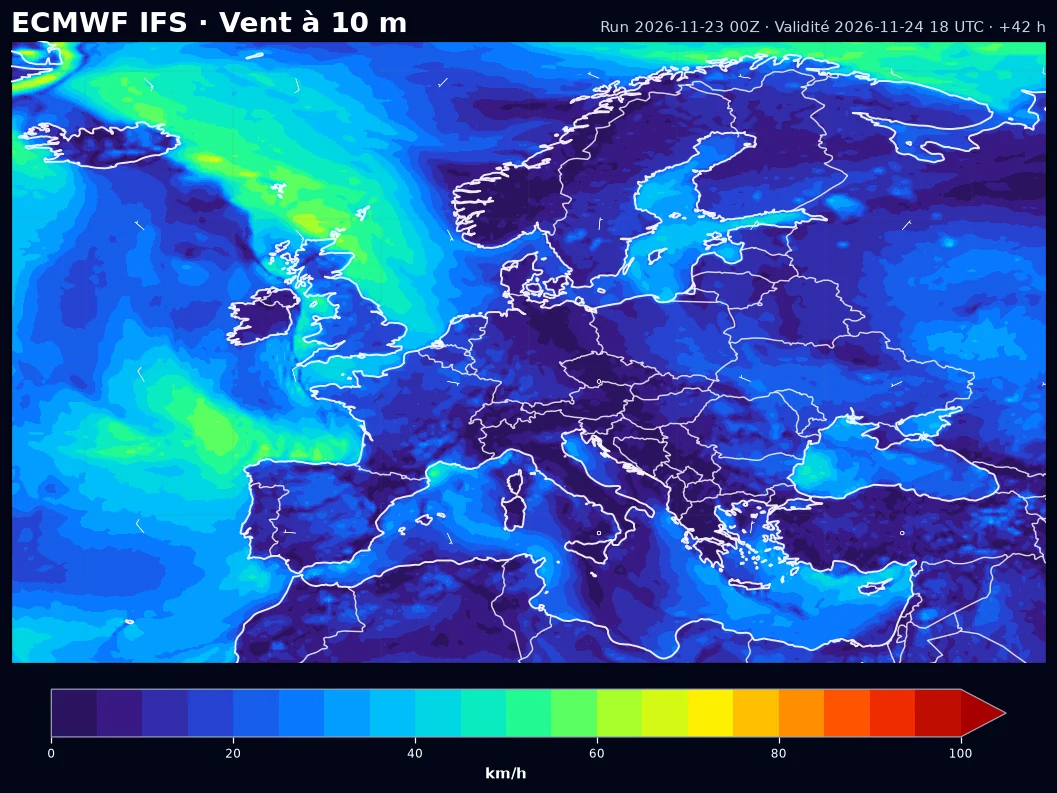 ECMWF IFS · Vent à 10 m
Run 2026-11-23 00Z · Validité 2026-11-24 18 UTC · +42 h
0 20 40 60 80 100
km/h